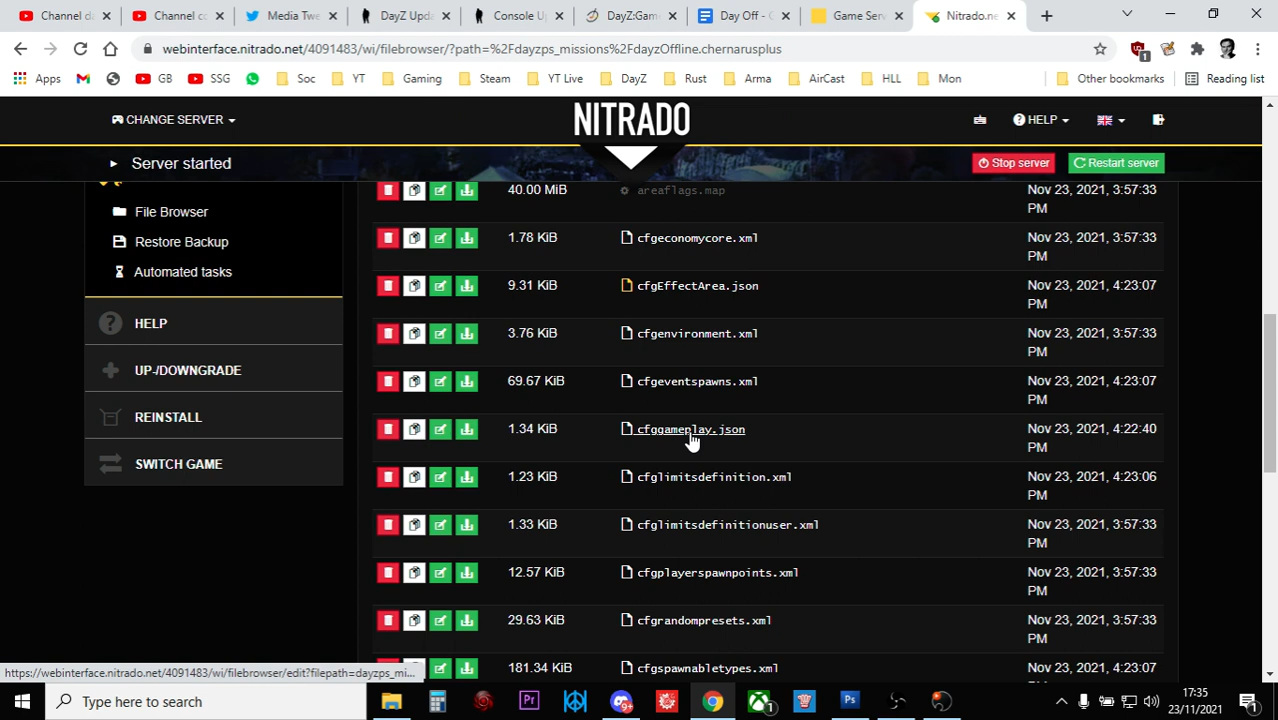 Channel da
Channel co
Media Twe
DayZ Upda
Console Up
DayZ:Game
Day Off - G
Game Serv
Nitrado.ne
webinterface.nitrado.net/4091483/wi/filebrowser/?path=%2Fdayzps_missions%2FdayzOffline.chernarusplus
1
Apps
GB
SSG
Soc
YT
Gaming
Steam
YT Live
DayZ
Rust
Arma
AirCast
HLL
Mon
Other bookmarks
Reading list
CHANGE SERVER
NITRADO
HELP
Server started
Stop server
Restart server
File Browser
Restore Backup
Automated tasks
HELP
UP-/DOWNGRADE
REINSTALL
SWITCH GAME
40.00 MiB areaflags.map Nov 23, 2021, 3:57:33
PM
1.78 KiB cfgeconomycore.xml Nov 23, 2021, 3:57:33
PM
9.31 KiB cfgEffectArea.json Nov 23, 2021, 4:23:07
PM
3.76 KiB cfgenvironment.xml Nov 23, 2021, 3:57:33
PM
69.67 KiB cfgeventspawns.xml Nov 23, 2021, 4:23:07
PM
1.34 KiB cfggameplay.json Nov 23, 2021, 4:22:40
PM
1.23 KiB cfglimitsdefinition.xml Nov 23, 2021, 4:23:06
PM
1.33 KiB cfglimitsdefinitionuser.xml Nov 23, 2021, 3:57:33
PM
12.57 KiB cfgplayerspawnpoints.xml Nov 23, 2021, 3:57:33
PM
29.63 KiB cfgrandompresets.xml Nov 23, 2021, 3:57:33
PM
181.34 KiB cfgspawnabletypes.xml Nov 23, 2021, 4:23:07
https://webinterface.nitrado.net/4091483/wi/filebrowser/edit?filepath=dayzps_mi...
Type here to search
Pr
9+
1
Ps
17:35
23/11/2021
1